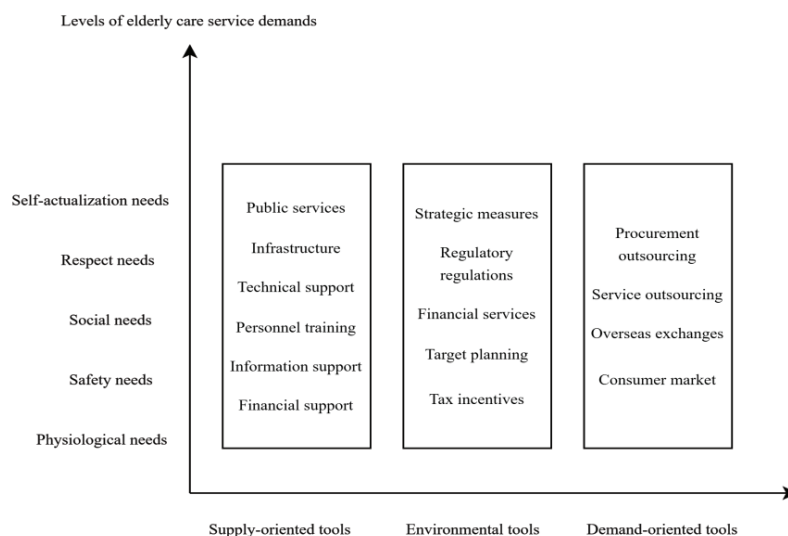 Levels of elderly care service demands
Self-actualization needs
Respect needs
Social needs
Safety needs
Physiological needs
Public services
Infrastructure
Technical support
Personnel training
Information support
Financial support
Strategic measures
Regulatory
regulations
Financial services
Target planning
Tax incentives
Procurement
outsourcing
Service outsourcing
Overseas exchanges
Consumer market
Supply-oriented tools
Environmental tools
Demand-oriented tools